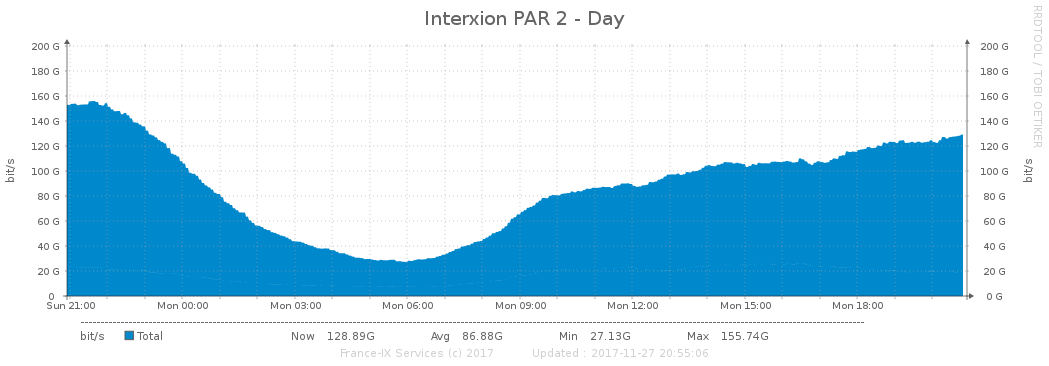 Interxion PAR 2 - Day
RRDTOOL / TOBI OETIKER
200 G 200 G
180 G 180 G
160 G 160 G
140 G 140 G
120 G 120 G
100 G 100 G
80 G 80 G
60 G 60 G
40 G 40 G
20 G 20 G
0 0 G
bit/s bit/s
Sun 21:00 Mon 00:00 Mon 03:00 Mon 06:00 Mon 09:00 Mon 12:00 Mon 15:00 Mon 18:00
bit/s Total Now 128.89G Avg 86.88G Min 27.13G Max 155.74G
France-IX Services (c) 2017 Updated : 2017-11-27 20:55:06